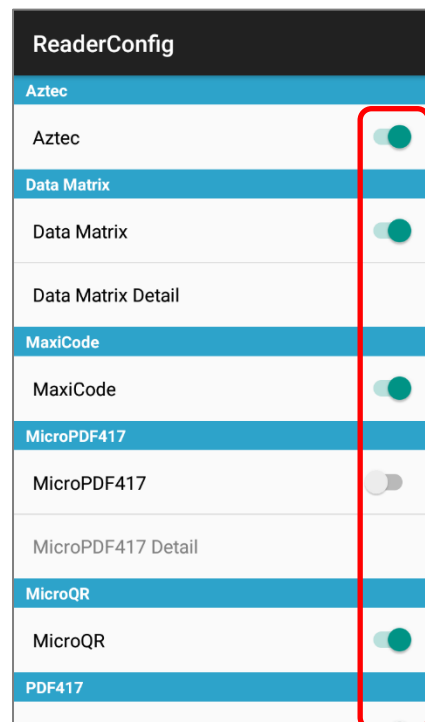 ReaderConfig
Aztec
Aztec
Data Matrix
Data Matrix
Data Matrix Detail
MaxiCode
MaxiCode
MicroPDF417
MicroPDF417
MicroPDF417 Detail
MicroQR
MicroQR
PDF417